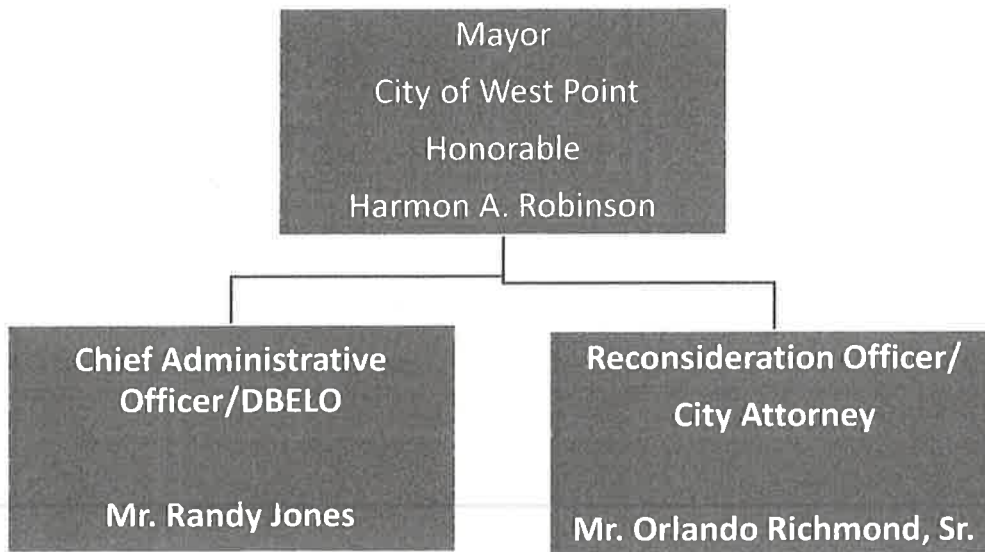 Mayor
City of West Point
Honorable
Harmon A. Robinson
Chief Administrative
Officer/DBELO
Mr. Randy Jones
Reconsideration Officer/
City Attorney
Mr. Orlando Richmond, Sr.